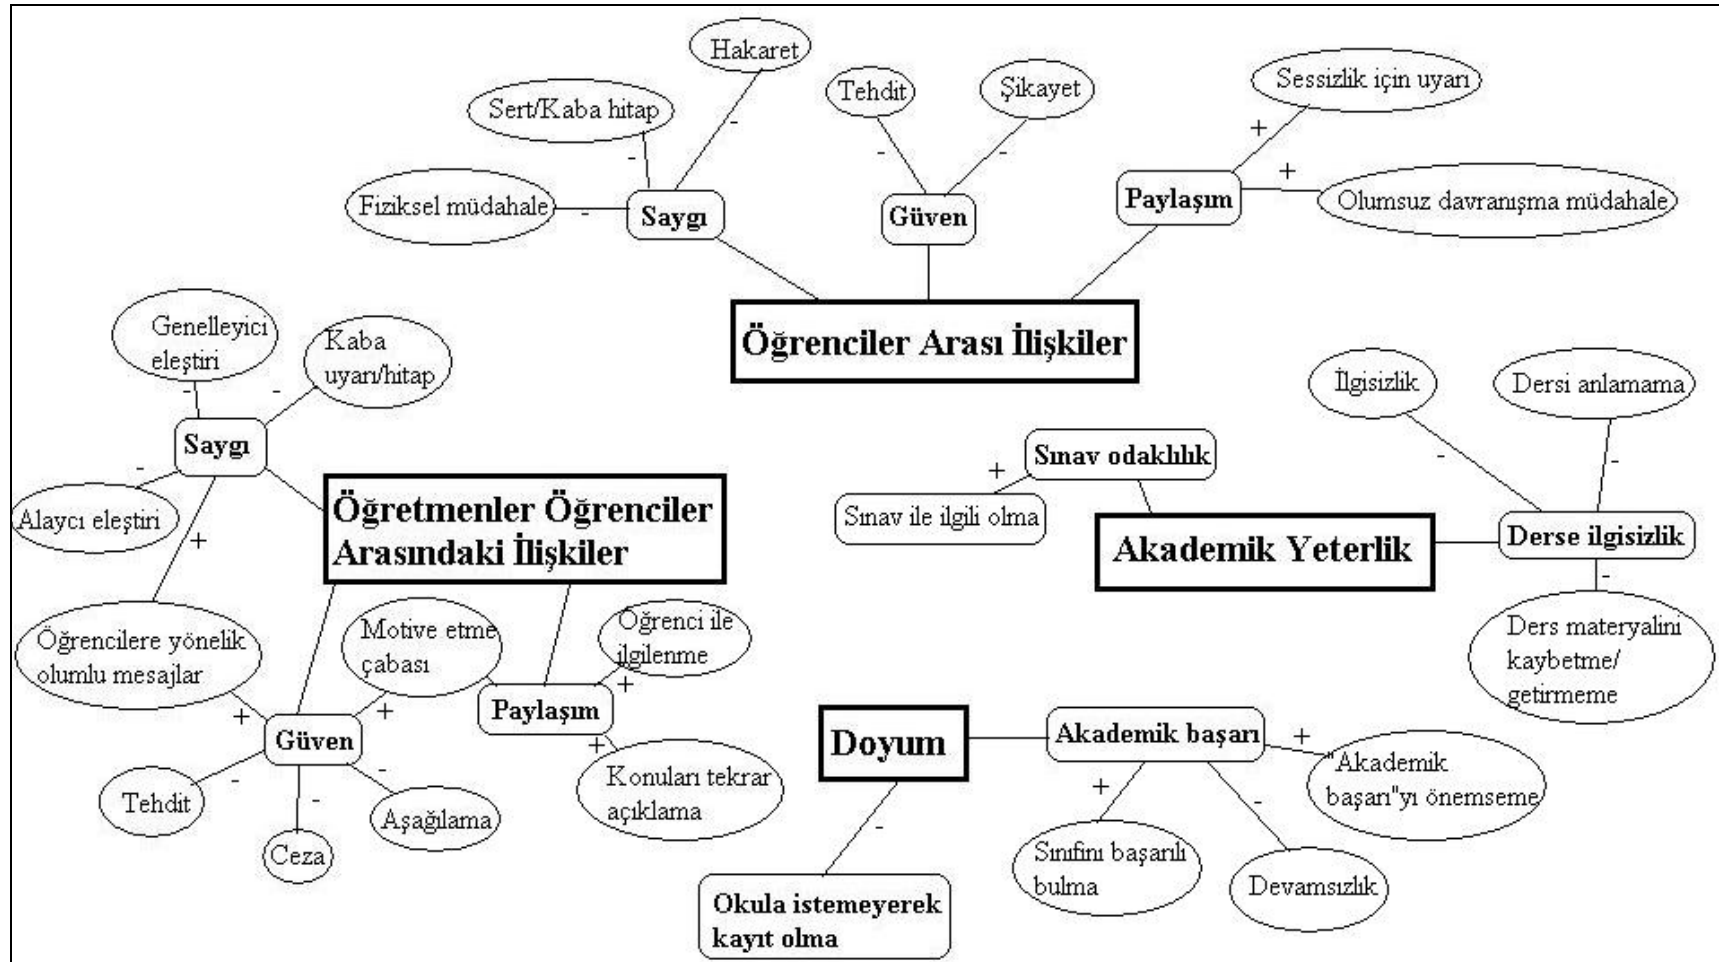 Hakaret
Sert/Kaba hitap
Fiziksel müdahale
-
-
-
Saygı
Tehdit
Şikayet
-
-
Güven
Sessizlik için uyarı
+
+
Olumsuz davranışma müdahale
Paylaşım
Öğrenciler Arası İlişkiler
Genelleyici
eleştiri
Kaba
uyarı/hitap
-
-
Saygı
-
Alaycı eleştiri
+
Öğretmenler Öğrenciler
Arasındaki İlişkiler
Öğrencilere yönelik
olumlu mesajlar
Motive etme
çabası
Öğrenci ile
ilgilenme
+
+
+
Güven
Paylaşım
-
-
-
+
Tehdit
Ceza
Aşağılama
Konuları tekrar
açıklama
İlgisizlik
Dersi anlamama
Sınav odaklılık
+
Sınav ile ilgili olma
-
-
Akademik Yeterlik
Derse ilgisizlik
-
Ders materyalini
kaybetme/
getirmeme
Doyum
Akademik başarı
+
"Akademik
başarı"yı önemseme
+
-
-
Sınıfını başarılı
bulma
Devamsızlık
Okula istemeyerek
kayıt olma